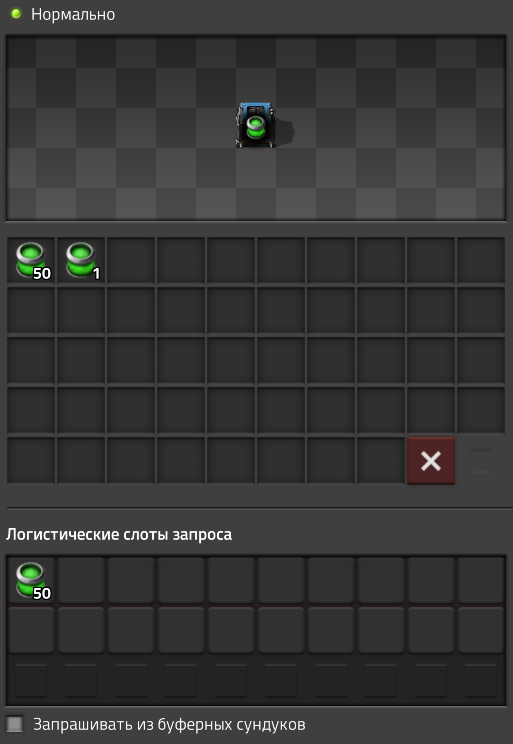 Нормально
50
1
Логистические слоты запроса
50
Запрашивать из буферных сундуков